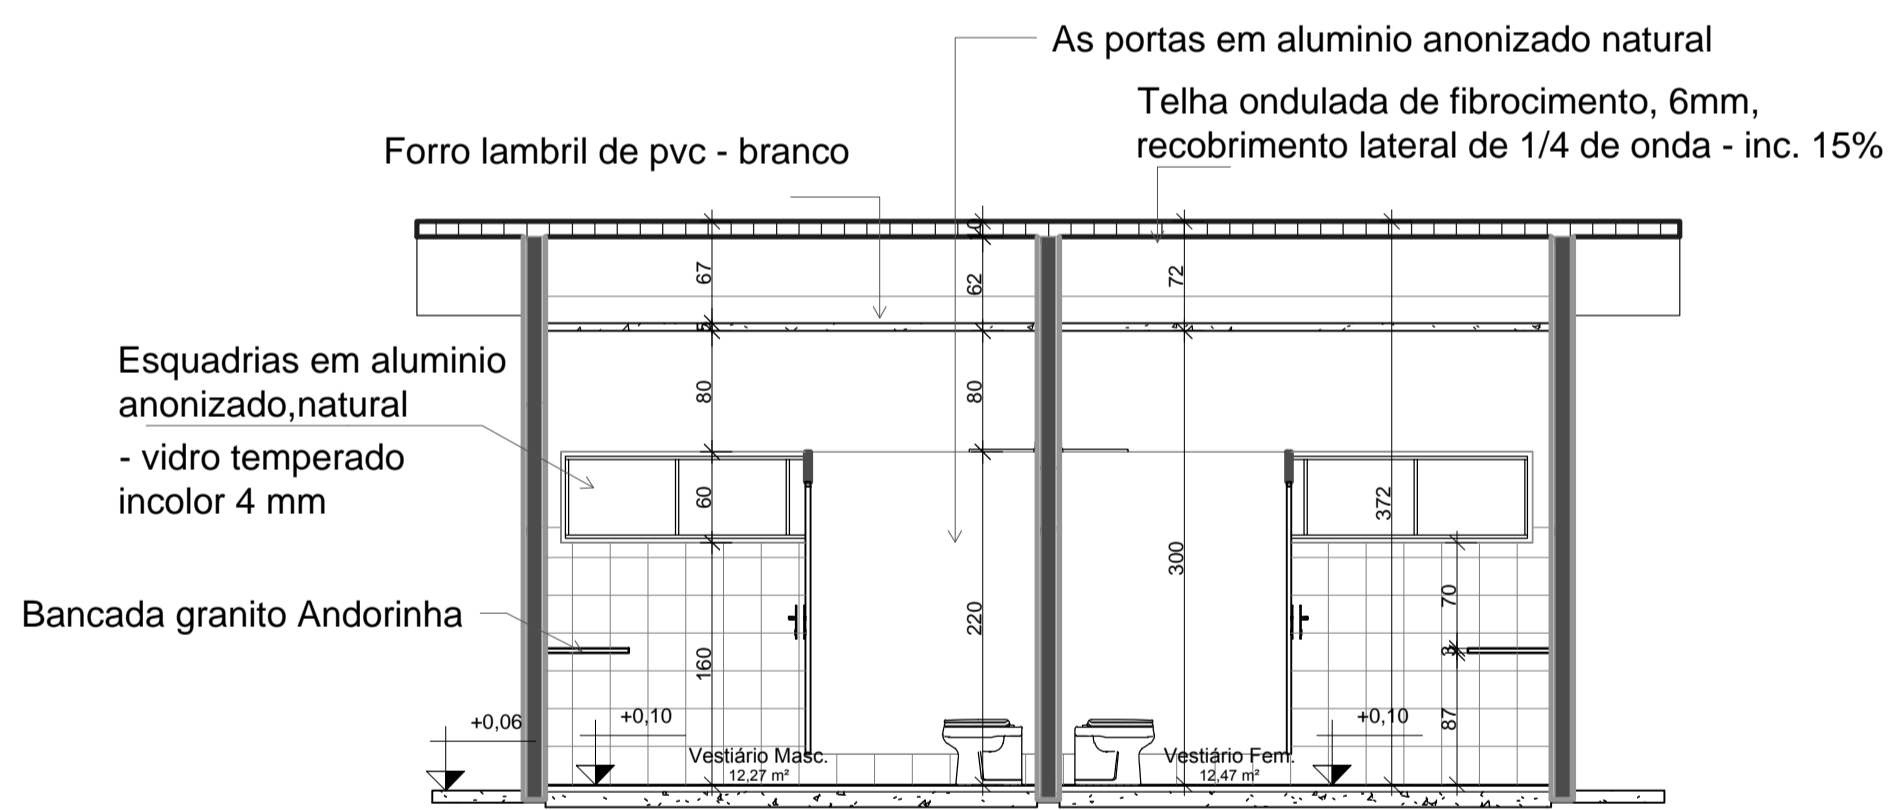 As portas em aluminio anonizado natural
Telha ondulada de fibrocimento, 6mm,
recobrimento lateral de 1/4 de onda - inc. 15%
Forro lambril de pvc - branco
10
67
62
72
5
Esquadrias em aluminio
anonizado,natural
- vidro temperado
incolor 4 mm
80
80
60
372
300
70
Bancada granito Andorinha
220
160
3
87
+0,06
+0,10
+0,10
Vestiário Masc.
12,27 m²
Vestiário Fem.
12,47 m²